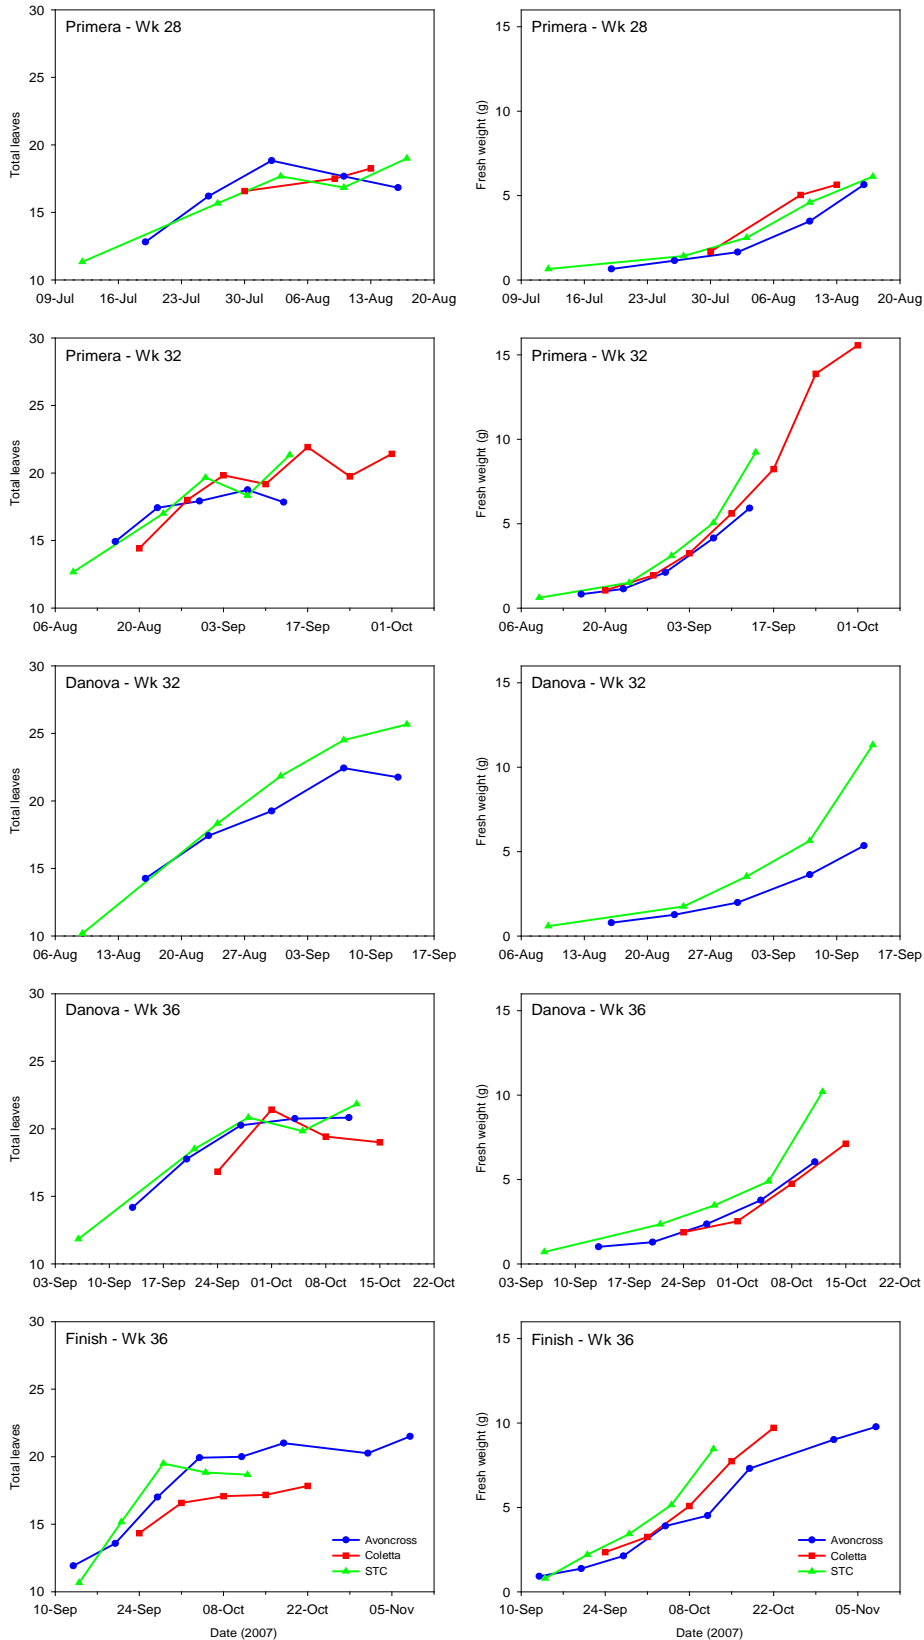 Primera - Wk 28
Total leaves
30
25
20
15
10
09-Jul 16-Jul 23-Jul 30-Jul 06-Aug 13-Aug 20-Aug
Primera - Wk 28
Fresh weight (g)
15
10
5
0
09-Jul 16-Jul 23-Jul 30-Jul 06-Aug 13-Aug 20-Aug
Primera - Wk 32
Total leaves
30
25
20
15
10
06-Aug 20-Aug 03-Sep 17-Sep 01-Oct
Primera - Wk 32
Fresh weight (g)
15
10
5
0
06-Aug 20-Aug 03-Sep 17-Sep 01-Oct
Danova - Wk 32
Total leaves
30
25
20
15
10
06-Aug 13-Aug 20-Aug 27-Aug 03-Sep 10-Sep 17-Sep
Danova - Wk 32
Fresh weight (g)
15
10
5
0
06-Aug 13-Aug 20-Aug 27-Aug 03-Sep 10-Sep 17-Sep
Danova - Wk 36
Total leaves
30
25
20
15
10
03-Sep 10-Sep 17-Sep 24-Sep 01-Oct 08-Oct 15-Oct 22-Oct
Danova - Wk 36
Fresh weight (g)
15
10
5
0
03-Sep 10-Sep 17-Sep 24-Sep 01-Oct 08-Oct 15-Oct 22-Oct
Finish - Wk 36
Total leaves
30
25
20
15
10
Avoncross
Coletta
STC
10-Sep 24-Sep 08-Oct 22-Oct 05-Nov
Date (2007)
Finish - Wk 36
Fresh weight (g)
15
10
5
0
Avoncross
Coletta
STC
10-Sep 24-Sep 08-Oct 22-Oct 05-Nov
Date (2007)